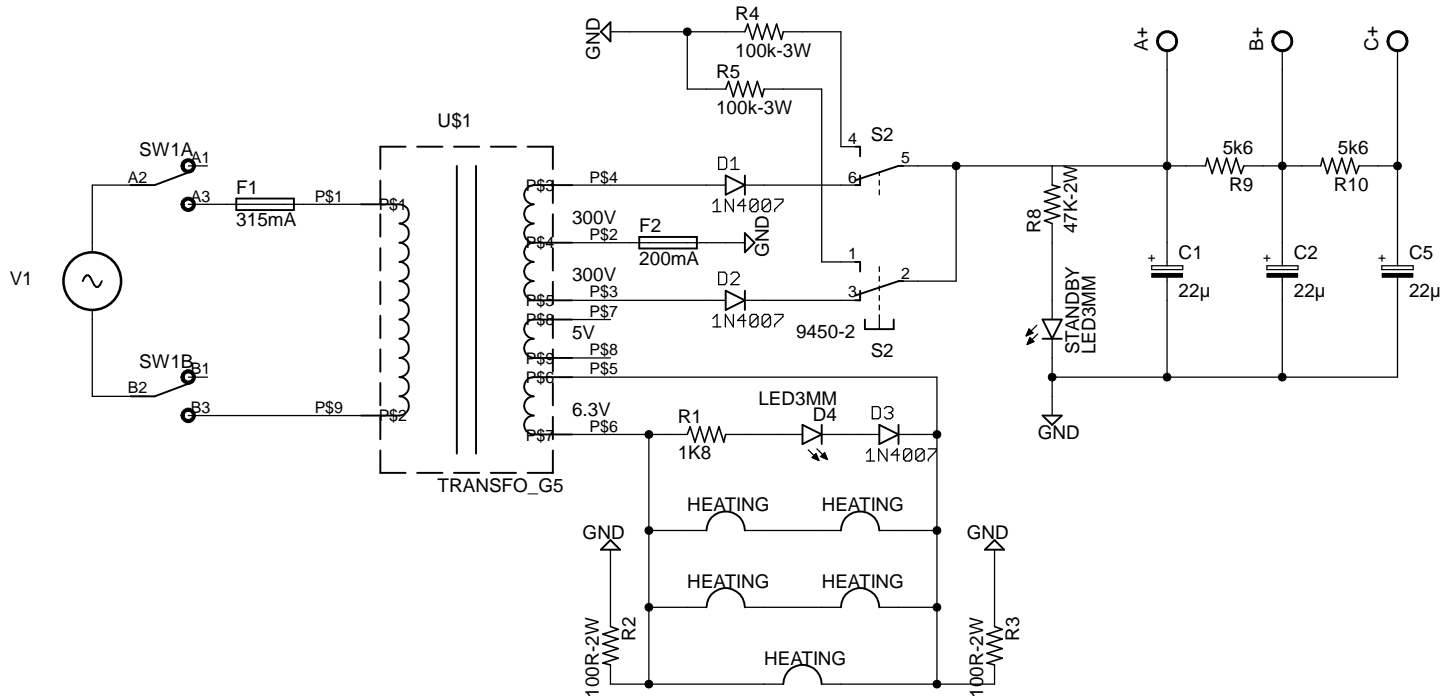 R4
100k-3W
GND
R5
100k-3W
A+
B+
C+
U$1
S2
4
5
6
SW1A
A1
A2
A3
F1
315mA
P$1
P$1
P$3
P$4
D1
1N4007
300V
P$4
P$2
F2
200mA
GND
300V
P$5
P$3
D2
1N4007
1
2
3
9450-2
S2
V1
P$8
P$7
5V
P$9
P$8
P$6
P$5
SW1B
B1
B2
B3
P$9
P$2
6.3V
P$7
P$6
R1
1K8
LED3MM
D4
D3
1N4007
TRANSFO_G5
R8
47K-2W
STANDBY
LED3MM
GND
5k6
R9
5k6
R10
+
C1
22µ
+
C2
22µ
+
C5
22µ
HEATING
HEATING
GND
GND
HEATING
HEATING
100R-2W
R2
HEATING
100R-2W
R3